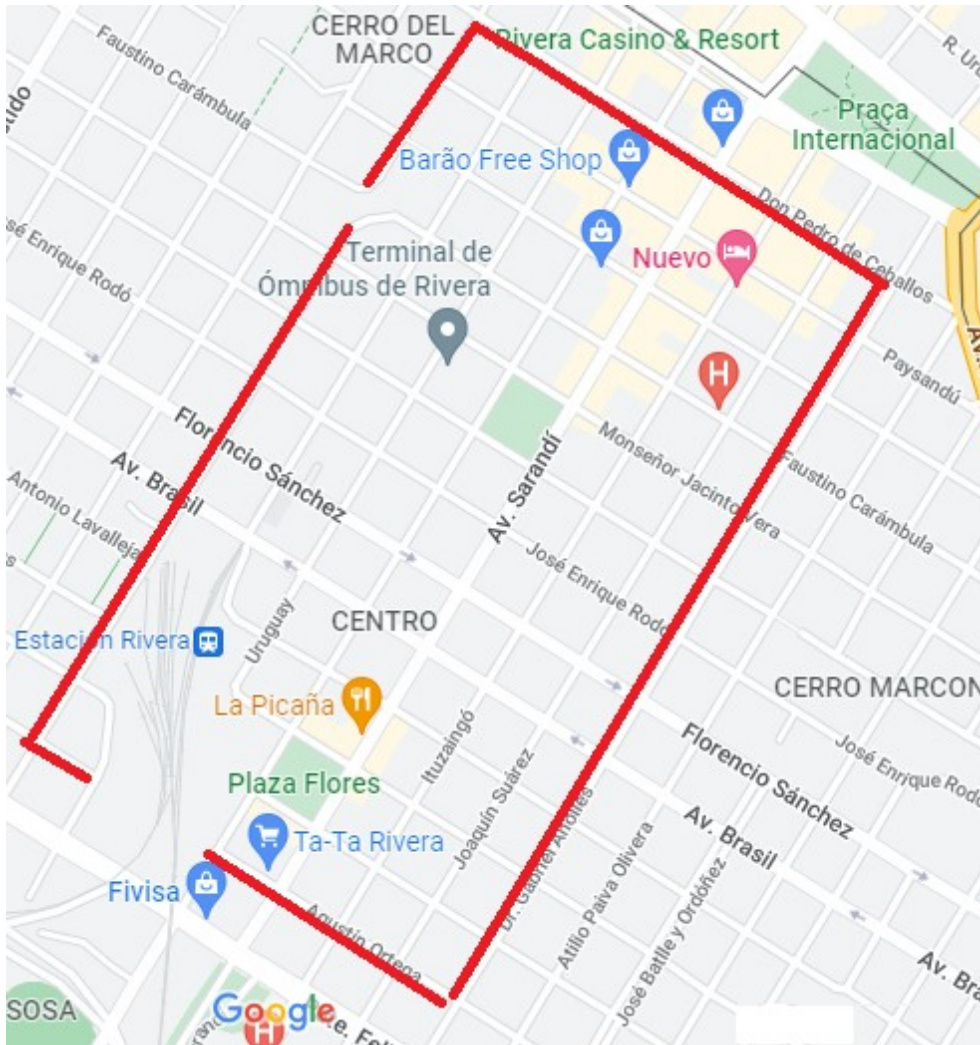 CERRO DEL
MARCO
Rivera Casino & Resort
Faustino Carámbula
Praça
Internacional
Barão Free Shop
Don Pedro de Ceballos
José Enrique Rodó
Terminal de
Ómnibus de Rivera
Nuevo
Paysandú
H
Florencio Sánchez
Monseñor Jacinto Vera
Faustino Carámbula
Av. Brasil
Av. Sarandí
Antonio Lavalleja
José Enrique Rodó
CENTRO
Uruguay
Estación Rivera
La Picaña
CERRO MARCON
Ituzaingó
Florencio Sánchez
José Enrique Rodó
Plaza Flores
Joaquín Suárez
Ta-Ta Rivera
Dr. Gabriel Anollés
Av. Brasil
Atilio Paiva Olivera
José Batlle y Ordóñez
Fivisa
Agustín Ortega
Av. Bra
SOSA
Google
H